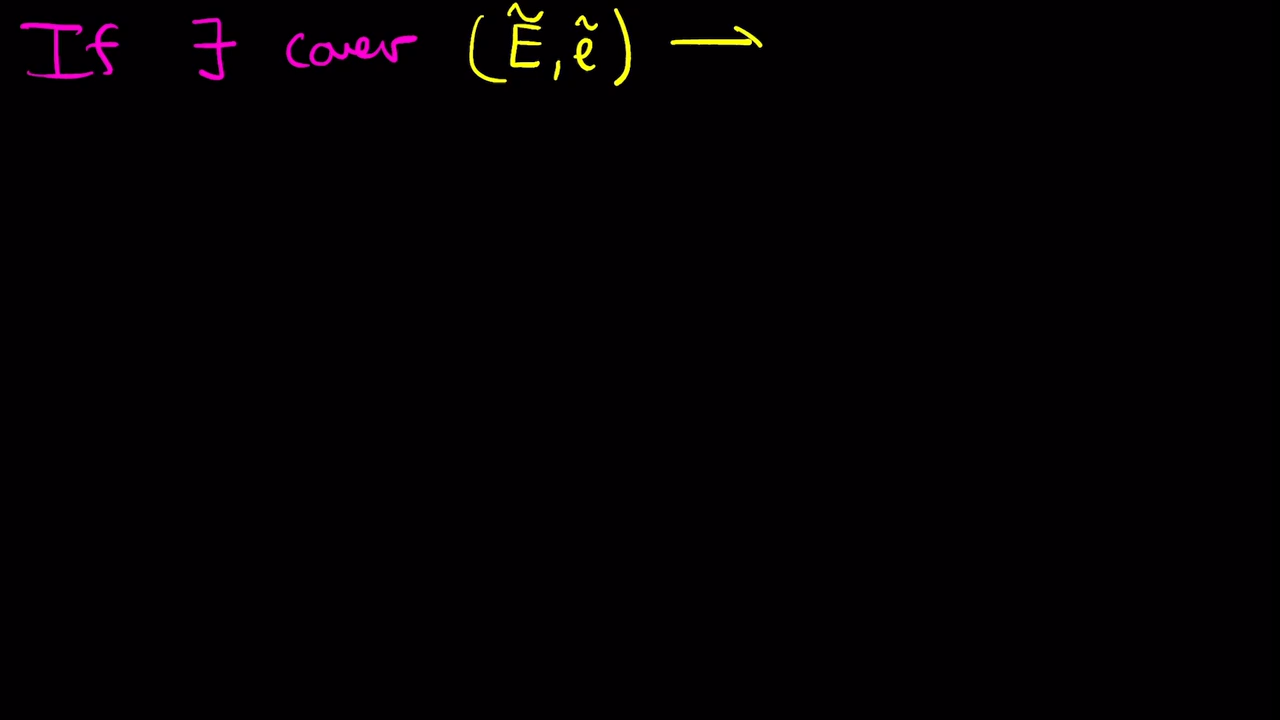 If ∃ cover (Ẽ, ẽ) ⟶